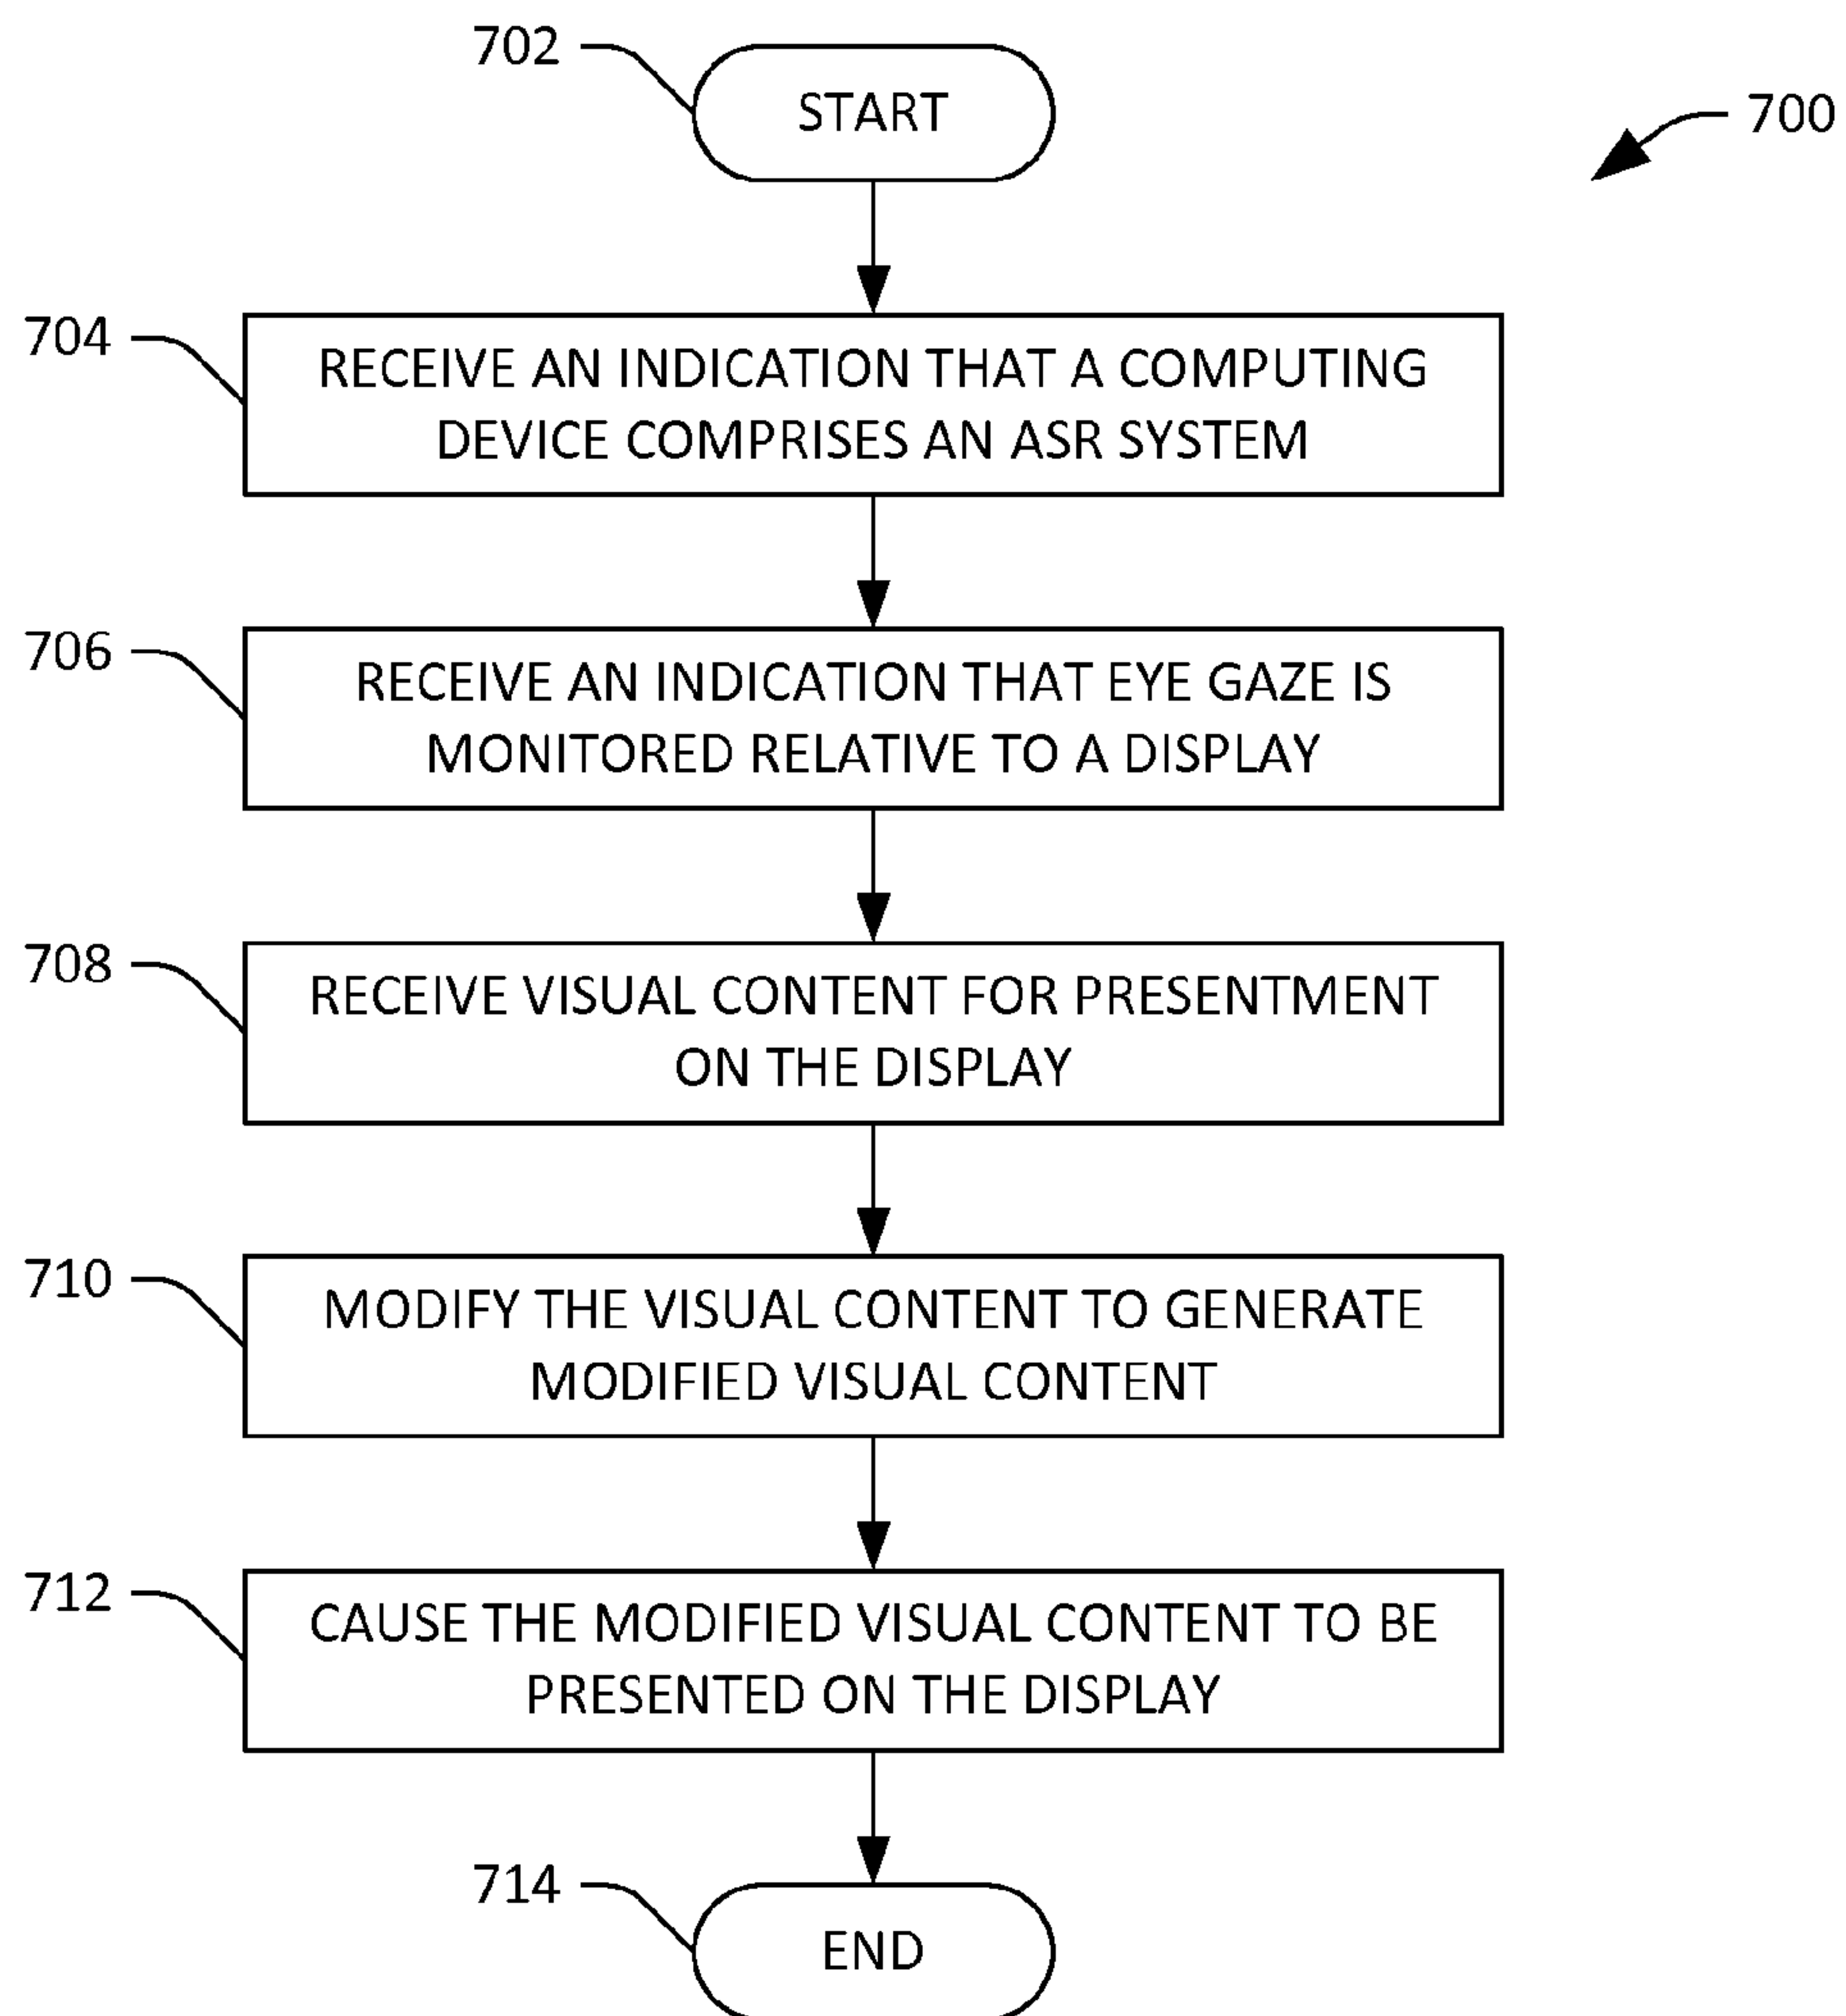 702
START
700
704
RECEIVE AN INDICATION THAT A COMPUTING
DEVICE COMPRISES AN ASR SYSTEM
706
RECEIVE AN INDICATION THAT EYE GAZE IS
MONITORED RELATIVE TO A DISPLAY
708
RECEIVE VISUAL CONTENT FOR PRESENTMENT
ON THE DISPLAY
710
MODIFY THE VISUAL CONTENT TO GENERATE
MODIFIED VISUAL CONTENT
712
CAUSE THE MODIFIED VISUAL CONTENT TO BE
PRESENTED ON THE DISPLAY
714
END